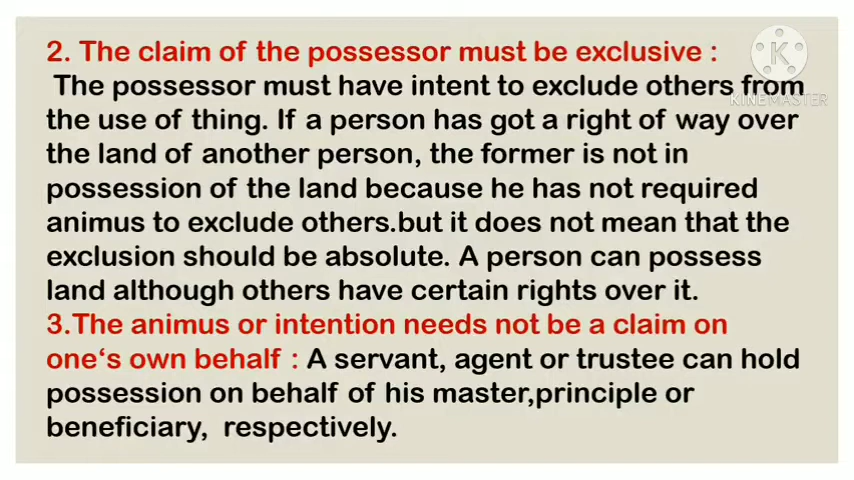 2. The claim of the possessor must be exclusive :
The possessor must have intent to exclude others from
the use of thing. If a person has got a right of way over
the land of another person, the former is not in
possession of the land because he has not required
animus to exclude others.but it does not mean that the
exclusion should be absolute. A person can possess
land although others have certain rights over it.
3.The animus or intention needs not be a claim on
one‘s own behalf : A servant, agent or trustee can hold
possession on behalf of his master,principle or
beneficiary, respectively.
K
KINEMASTER